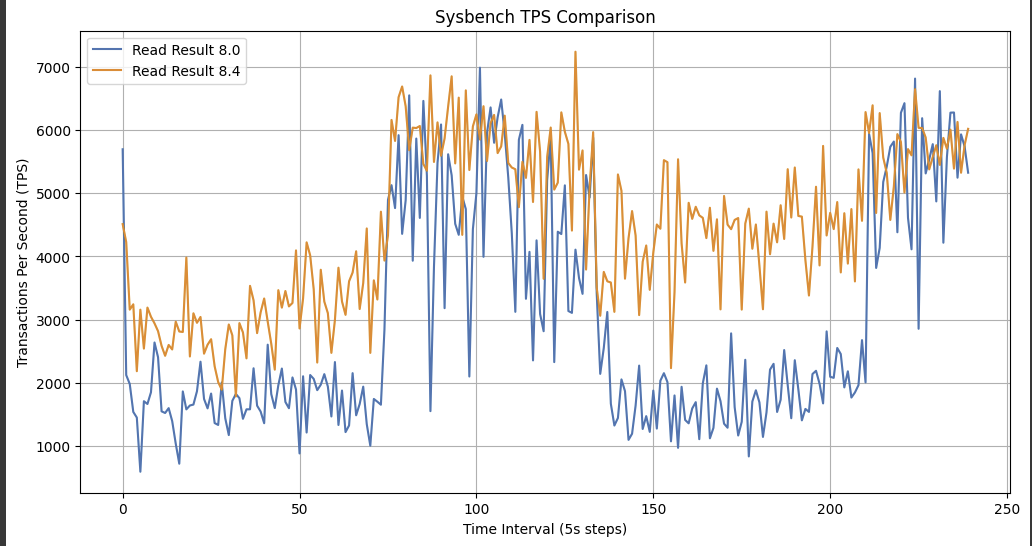 Sysbench TPS Comparison
Read Result 8.0
Read Result 8.4
Transactions Per Second (TPS)
7000
6000
5000
4000
3000
2000
1000
0
50
100
150
200
250
Time Interval (5s steps)